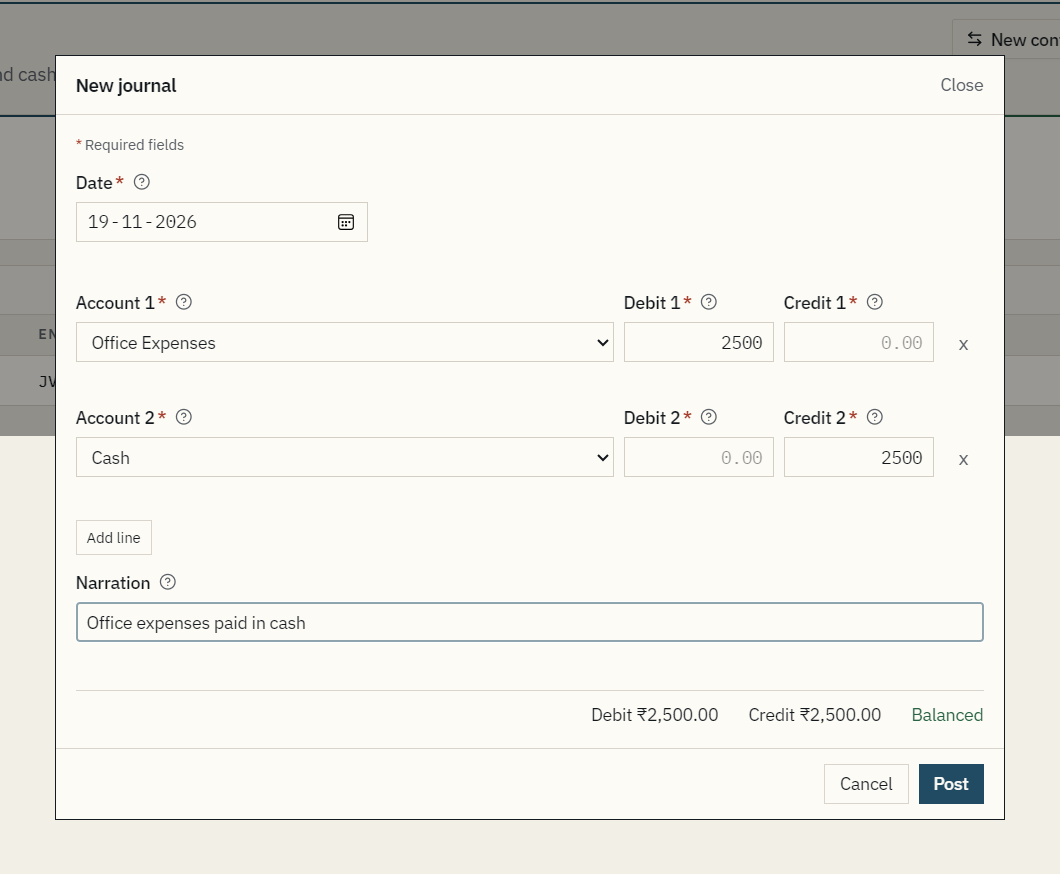 New con
nd cash
New journal
Close
* Required fields
Date*
19-11-2026
Account 1*
Debit 1*
Credit 1*
Office Expenses
2500
0.00
x
EN
JV
Account 2*
Debit 2*
Credit 2*
Cash
0.00
2500
x
Add line
Narration
Office expenses paid in cash
Debit ₹2,500.00
Credit ₹2,500.00
Balanced
Cancel
Post